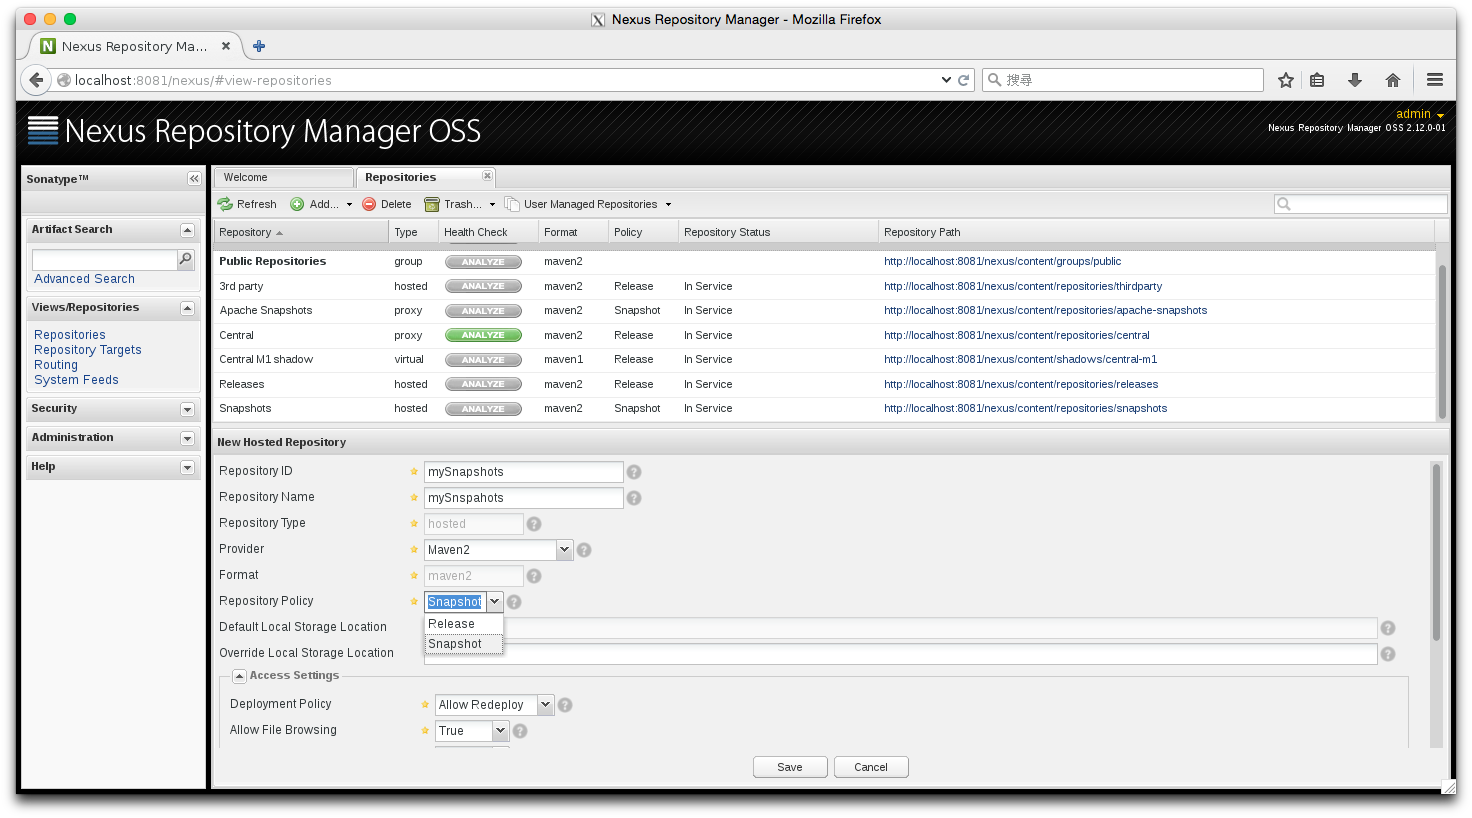 Nexus Repository Manager - Mozilla Firefox
Nexus Repository Ma...
localhost:8081/nexus/#view-repositories
搜尋
Nexus Repository Manager OSS
admin
Nexus Repository Manager OSS 2.12.0-01
Sonatype™
Artifact Search
Advanced Search
Views/Repositories
Repositories
Repository Targets
Routing
System Feeds
Security
Administration
Help
Welcome
Repositories
Refresh Add... Delete Trash... User Managed Repositories
Repository Type Health Check Format Policy Repository Status Repository Path
Public Repositories group ANALYZE maven2 http://localhost:8081/nexus/content/groups/public
3rd party hosted ANALYZE maven2 Release In Service http://localhost:8081/nexus/content/repositories/thirdparty
Apache Snapshots proxy ANALYZE maven2 Snapshot In Service http://localhost:8081/nexus/content/repositories/apache-snapshots
Central proxy ANALYZE maven2 Release In Service http://localhost:8081/nexus/content/repositories/central
Central M1 shadow virtual ANALYZE maven1 Release In Service http://localhost:8081/nexus/content/shadows/central-m1
Releases hosted ANALYZE maven2 Release In Service http://localhost:8081/nexus/content/repositories/releases
Snapshots hosted ANALYZE maven2 Snapshot In Service http://localhost:8081/nexus/content/repositories/snapshots
New Hosted Repository
Repository ID mySnapshots
Repository Name mySnspahots
Repository Type hosted
Provider Maven2
Format maven2
Repository Policy Snapshot
Release
Snapshot
Default Local Storage Location
Override Local Storage Location
Access Settings
Deployment Policy Allow Redeploy
Allow File Browsing True
Save Cancel